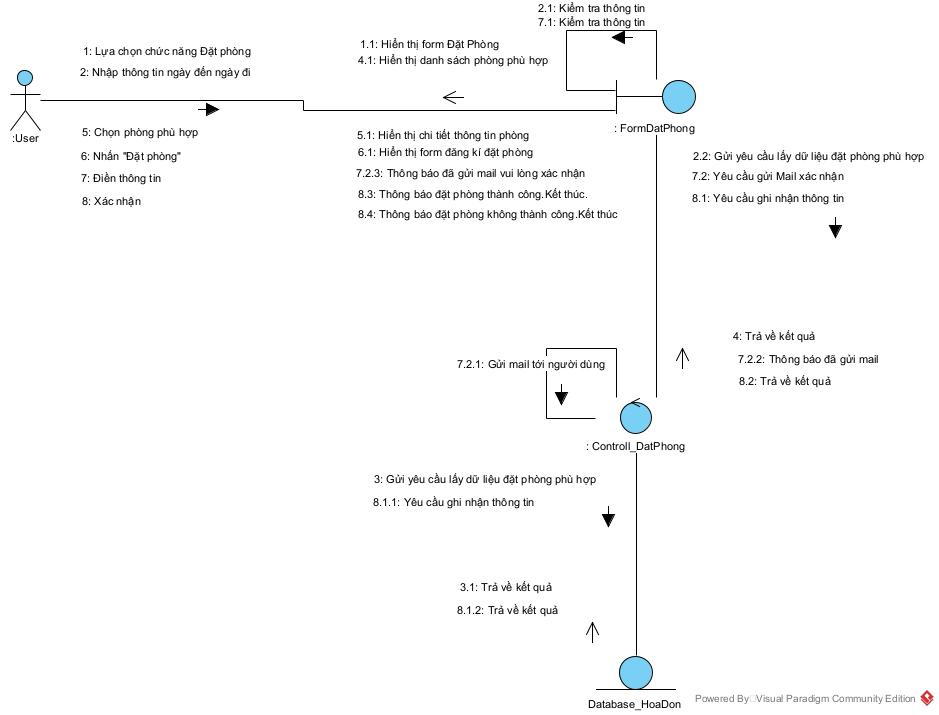 2.1: Kiểm tra thông tin
7.1: Kiểm tra thông tin
1: Lựa chọn chức năng Đặt phòng
2: Nhập thông tin ngày đến ngày đi
1.1: Hiển thị form Đặt Phòng
4.1: Hiển thị danh sách phòng phù hợp
:User
: FormDatPhong
5: Chọn phòng phù hợp
6: Nhấn "Đặt phòng"
7: Điền thông tin
8: Xác nhận
5.1: Hiển thị chi tiết thông tin phòng
6.1: Hiển thị form đăng kí đặt phòng
7.2.3: Thông báo đã gửi mail vui lòng xác nhận
8.3: Thông báo đặt phòng thành công.Kết thúc.
8.4: Thông báo đặt phòng không thành công.Kết thúc
2.2: Gửi yêu cầu lấy dữ liệu đặt phòng phù hợp
7.2: Yêu cầu gửi Mail xác nhận
8.1: Yêu cầu ghi nhận thông tin
4: Trả về kết quả
7.2.2: Thông báo đã gửi mail
8.2: Trả về kết quả
7.2.1: Gửi mail tới người dùng
: Controll_DatPhong
3: Gửi yêu cầu lấy dữ liệu đặt phòng phù hợp
8.1.1: Yêu cầu ghi nhận thông tin
3.1: Trả về kết quả
8.1.2: Trả về kết quả
Database_HoaDon
Powered By Visual Paradigm Community Edition